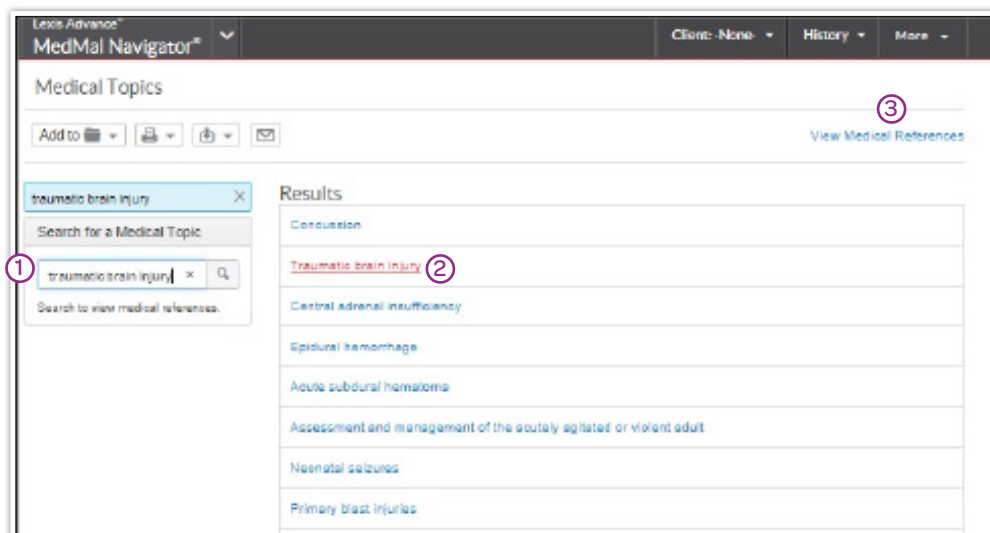 Lexis Advance®
MedMal Navigator®
Client: -None-
History
More
Medical Topics
③
Add to
View Medical References
traumatic brain injury ×
Search for a Medical Topic
① traumatic brain injury ×
Search to view medical references.
Results
Concussion
Traumatic brain injury ②
Central adrenal insufficiency
Epidural hemorrhage
Acute subdural hematoma
Assessment and management of the acutely agitated or violent adult
Neonatal seizures
Primary blast injuries